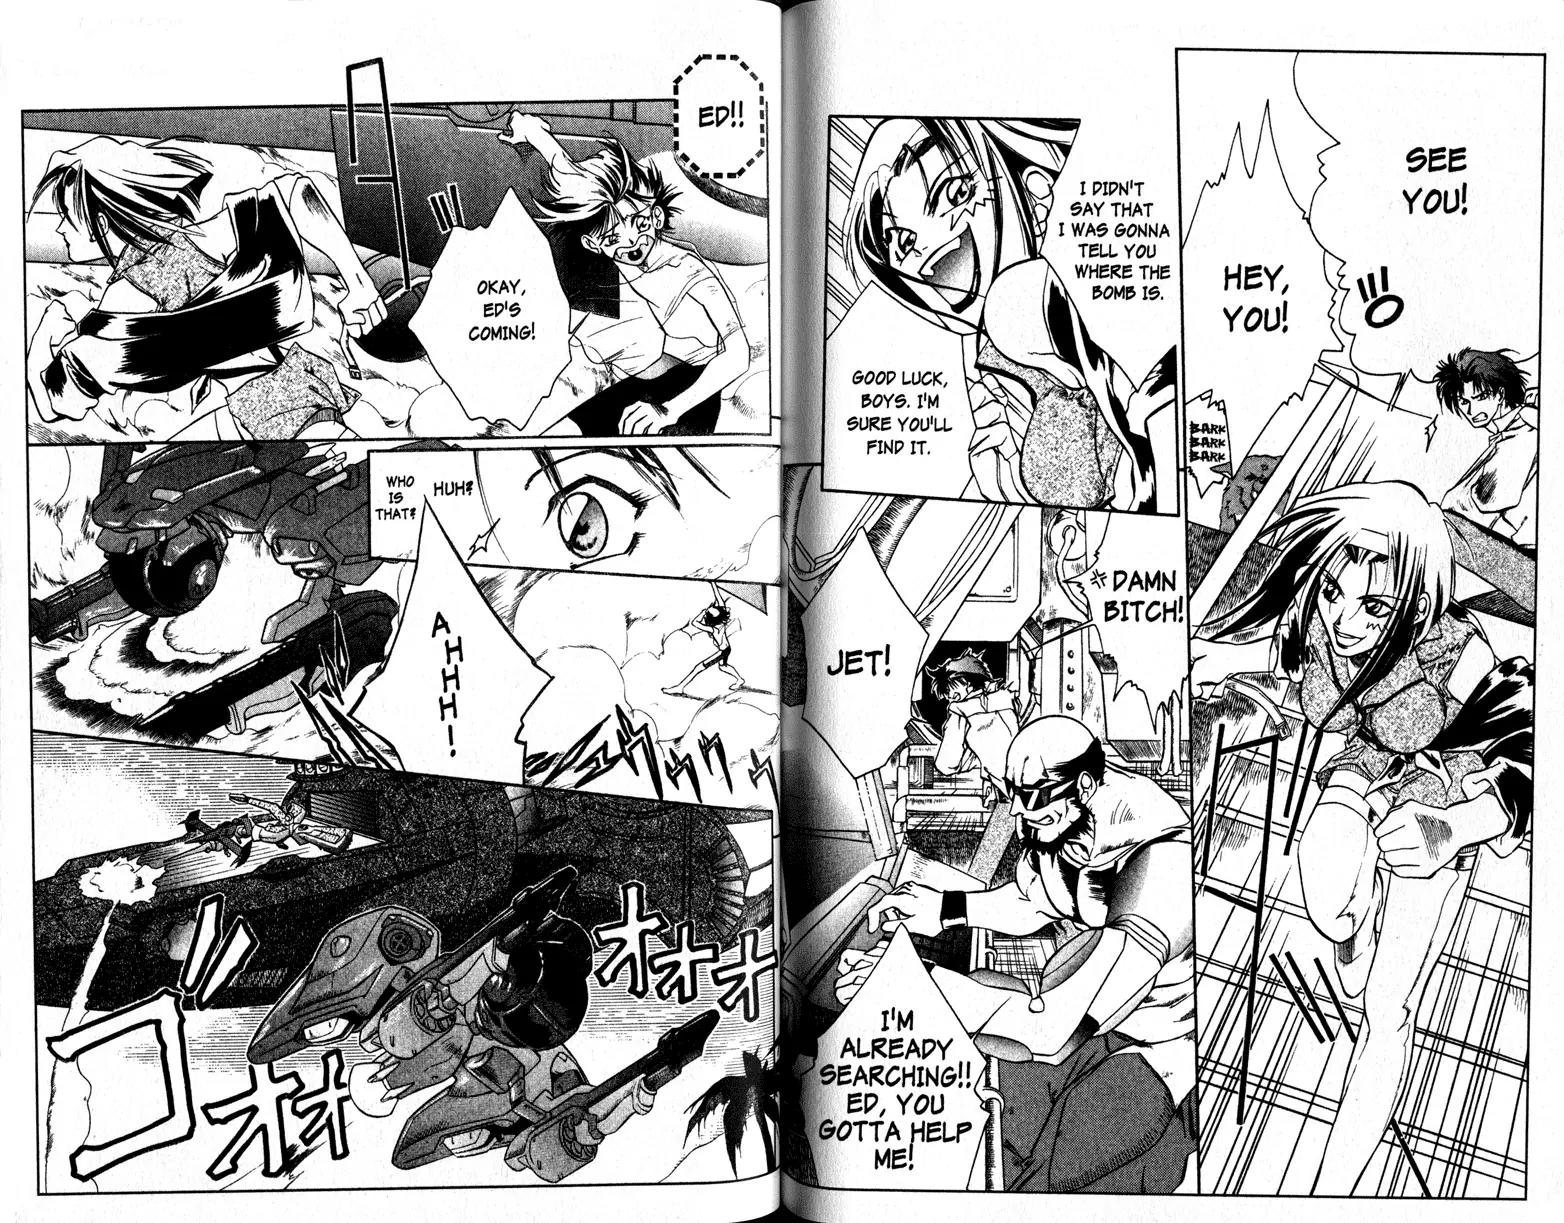 SEE
YOU!
HEY,
YOU!
BARK
BARK
BARK
I DIDN'T
SAY THAT
I WAS GONNA
TELL YOU
WHERE THE
BOMB IS.
GOOD LUCK,
BOYS. I'M
SURE YOU'LL
FIND IT.
DAMN
BITCH!
JET!
I'M
ALREADY
SEARCHING!!
ED, YOU
GOTTA HELP
ME!
ED!!
OKAY,
ED'S
COMING!
HUH?
WHO
IS
THAT?
AHHH!
ゴオオ
オオオ